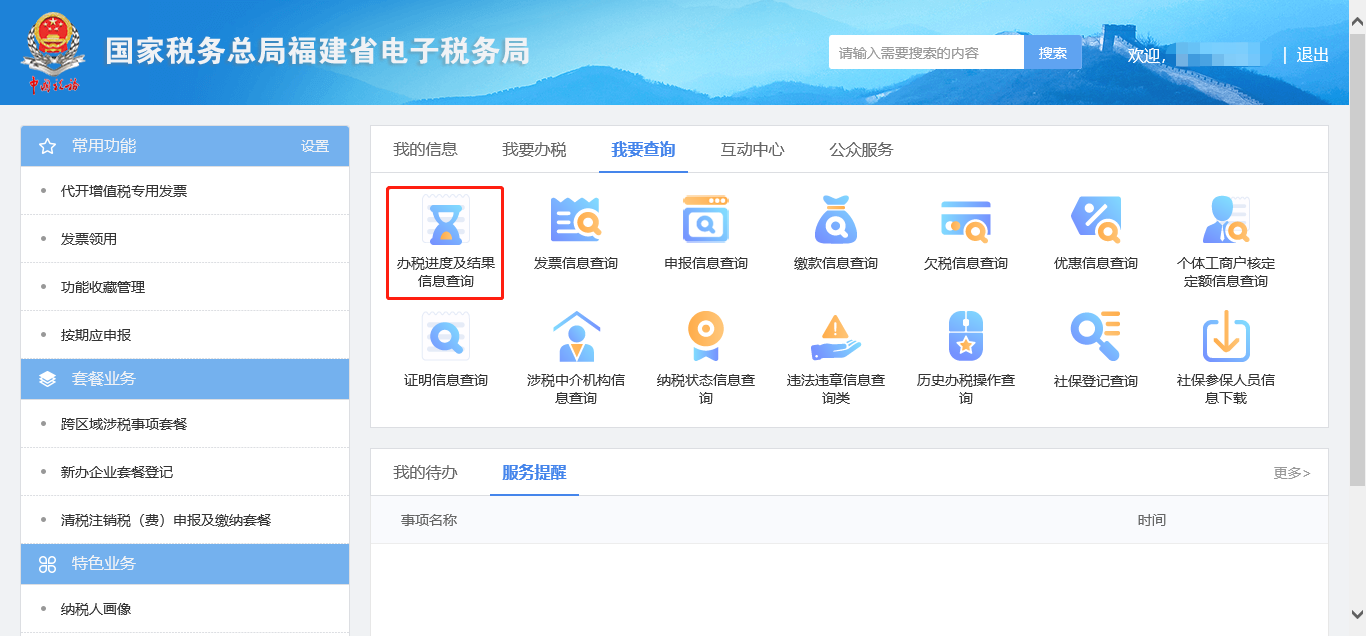 国家税务总局福建省电子税务局
请输入需要搜索的内容
搜索
欢迎,
|
退出
中国税务
常用功能
设置
代开增值税专用发票
发票领用
功能收藏管理
按期应申报
套餐业务
跨区域涉税事项套餐
新办企业套餐登记
清税注销税（费）申报及缴纳套餐
特色业务
纳税人画像
我的信息
我要办税
我要查询
互动中心
公众服务
办税进度及结果
信息查询
发票信息查询
申报信息查询
缴款信息查询
欠税信息查询
优惠信息查询
个体工商户核定
定额信息查询
证明信息查询
涉税中介机构信
息查询
纳税状态信息查
询
违法违章信息查
询类
历史办税操作查
询
社保登记查询
社保参保人员信
息下载
我的待办
服务提醒
更多>
事项名称
时间